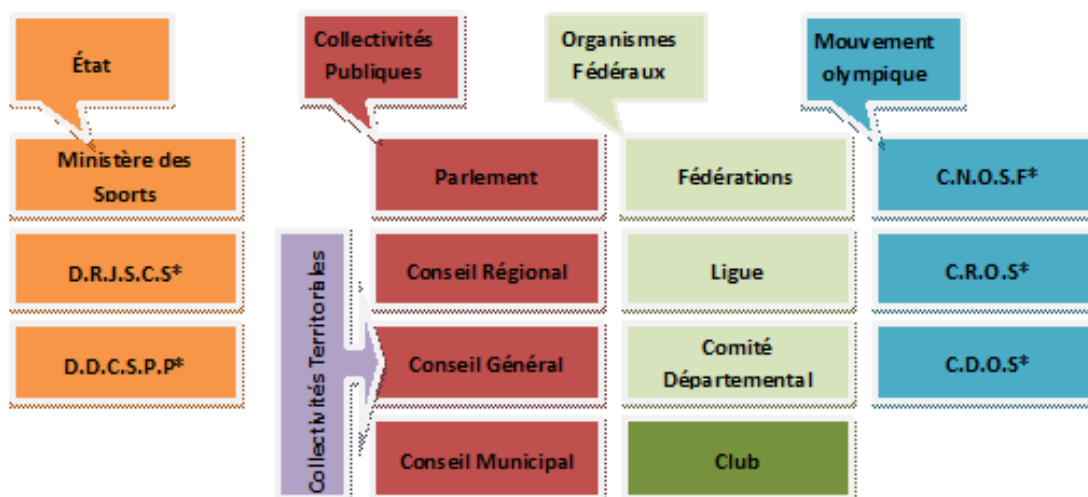 État
Collectivités
Publiques
Organismes
Fédéraux
Mouvement
olympique
Ministère des
Sports
Parlement
Fédérations
C.N.O.S.F*
D.R.J.S.C.S*
Conseil Régional
Ligue
C.R.O.S*
D.D.C.S.P.P*
Conseil Général
Comité
Départemental
C.D.O.S*
Collectivités Territoriales
Conseil Municipal
Club